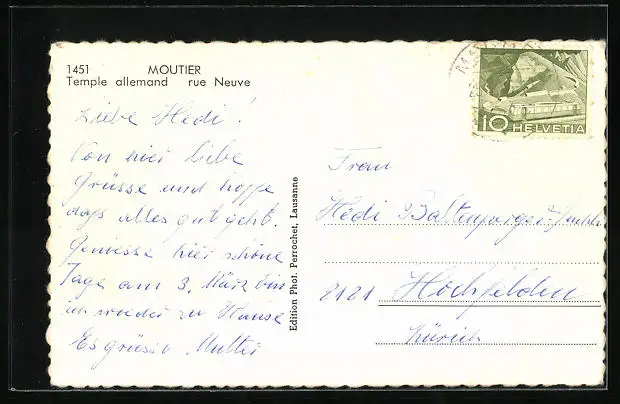 1451 MOUTIER
Temple allemand rue Neuve
Liebe Hedi!
Von hier liebe
Grüsse und hoffe
dass alles gut geht.
Geniesse hier schöne
Tage am 3. März bin
ich wieder zu Hause
Es grüsst Mutter
Edition Phot. Perrochet, Lausanne
10 HELVETIA
Frau
Hedi
8181 Hochfelden
Zürich